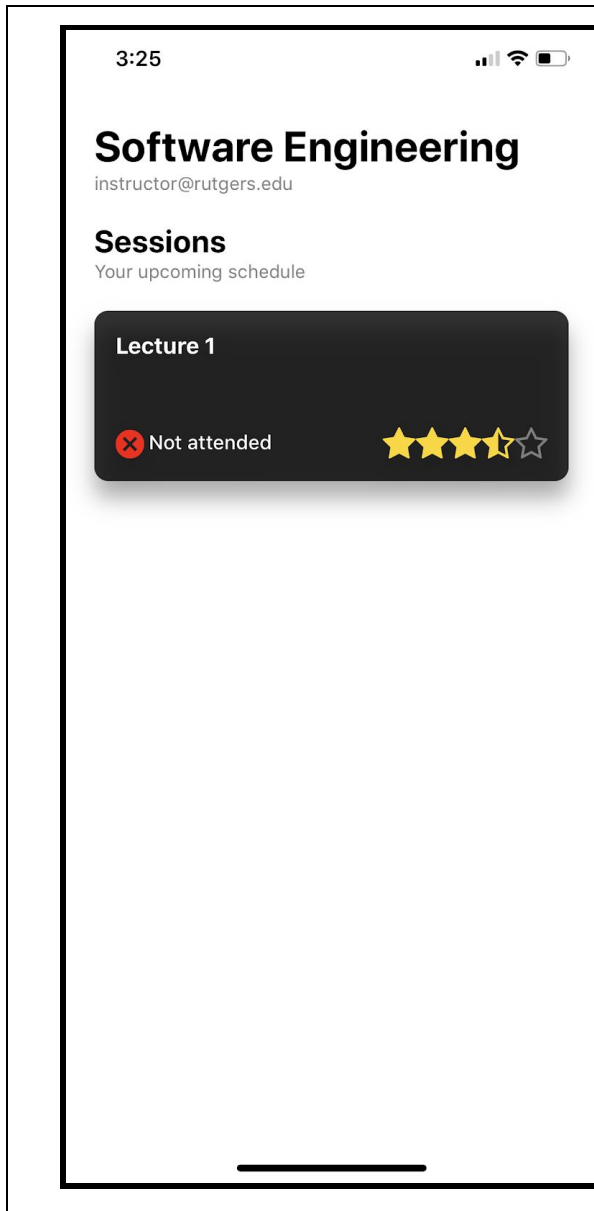 3:25
Software Engineering
instructor@rutgers.edu
Sessions
Your upcoming schedule
Lecture 1
Not attended